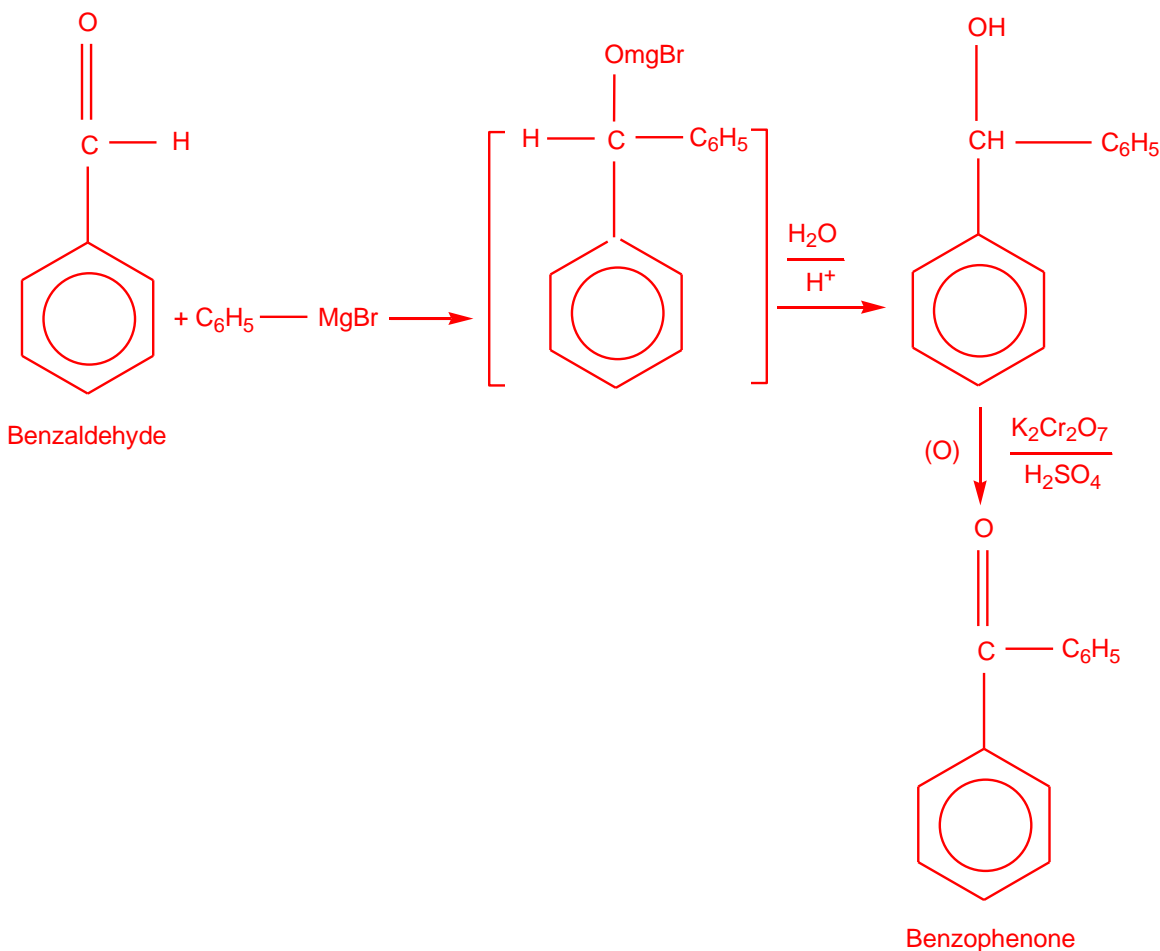 O
C — H
+ C₆H₅ — MgBr
Benzaldehyde
OmgBr
H — C — C₆H₅
H₂O
H⁺
OH
CH — C₆H₅
(O)
K₂Cr₂O₇
H₂SO₄
O
C — C₆H₅
Benzophenone